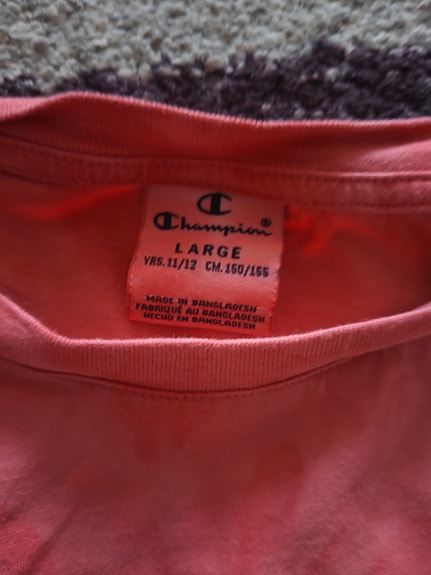 Champion®
LARGE
YRS. 11/12 CM. 150/155
MADE IN BANGLADESH
FABRIQUÉ AU BANGLADESH
HECHO EN BANGLADESH